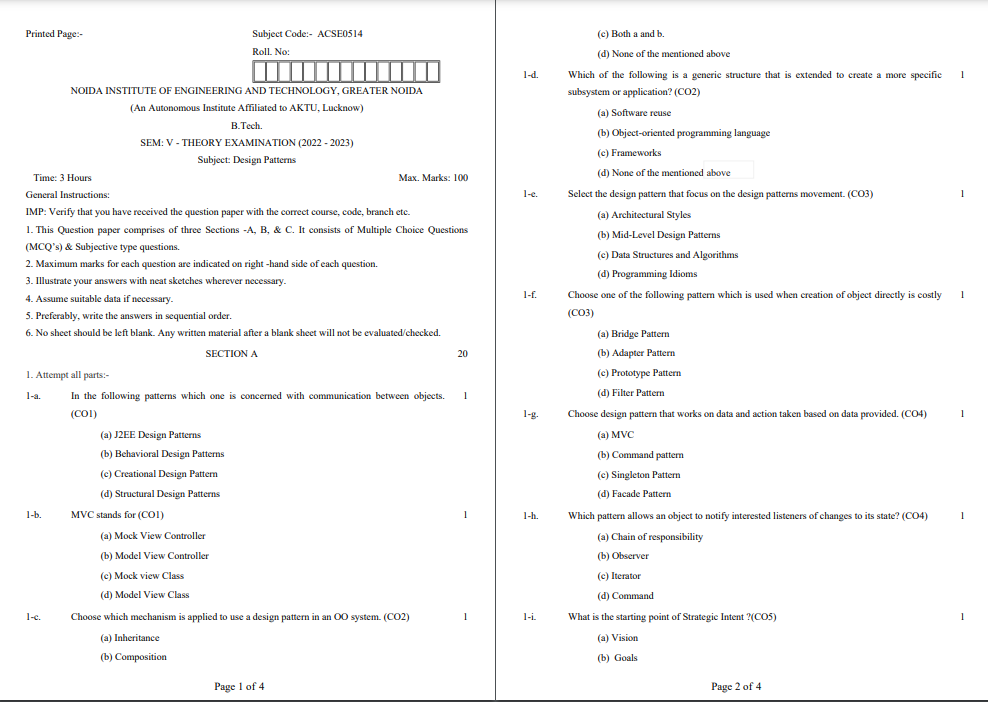 Printed Page:- Subject Code:- ACSE0514
Roll. No:
NOIDA INSTITUTE OF ENGINEERING AND TECHNOLOGY, GREATER NOIDA
(An Autonomous Institute Affiliated to AKTU, Lucknow)
B.Tech.
SEM: V - THEORY EXAMINATION (2022 - 2023)
Subject: Design Patterns
Time: 3 Hours Max. Marks: 100
General Instructions:
IMP: Verify that you have received the question paper with the correct course, code, branch etc.
1. This Question paper comprises of three Sections -A, B, & C. It consists of Multiple Choice Questions
(MCQ's) & Subjective type questions.
2. Maximum marks for each question are indicated on right -hand side of each question.
3. Illustrate your answers with neat sketches wherever necessary.
4. Assume suitable data if necessary.
5. Preferably, write the answers in sequential order.
6. No sheet should be left blank. Any written material after a blank sheet will not be evaluated/checked.
SECTION A 20
1. Attempt all parts:-
1-a. In the following patterns which one is concerned with communication between objects. 1
(CO1)
(a) J2EE Design Patterns
(b) Behavioral Design Patterns
(c) Creational Design Pattern
(d) Structural Design Patterns
1-b. MVC stands for (CO1) 1
(a) Mock View Controller
(b) Model View Controller
(c) Mock view Class
(d) Model View Class
1-c. Choose which mechanism is applied to use a design pattern in an OO system. (CO2) 1
(a) Inheritance
(b) Composition
Page 1 of 4
(c) Both a and b.
(d) None of the mentioned above
1-d. Which of the following is a generic structure that is extended to create a more specific 1
subsystem or application? (CO2)
(a) Software reuse
(b) Object-oriented programming language
(c) Frameworks
(d) None of the mentioned above
1-e. Select the design pattern that focus on the design patterns movement. (CO3) 1
(a) Architectural Styles
(b) Mid-Level Design Patterns
(c) Data Structures and Algorithms
(d) Programming Idioms
1-f. Choose one of the following pattern which is used when creation of object directly is costly 1
(CO3)
(a) Bridge Pattern
(b) Adapter Pattern
(c) Prototype Pattern
(d) Filter Pattern
1-g. Choose design pattern that works on data and action taken based on data provided. (CO4) 1
(a) MVC
(b) Command pattern
(c) Singleton Pattern
(d) Facade Pattern
1-h. Which pattern allows an object to notify interested listeners of changes to its state? (CO4) 1
(a) Chain of responsibility
(b) Observer
(c) Iterator
(d) Command
1-i. What is the starting point of Strategic Intent ?(CO5) 1
(a) Vision
(b) Goals
Page 2 of 4